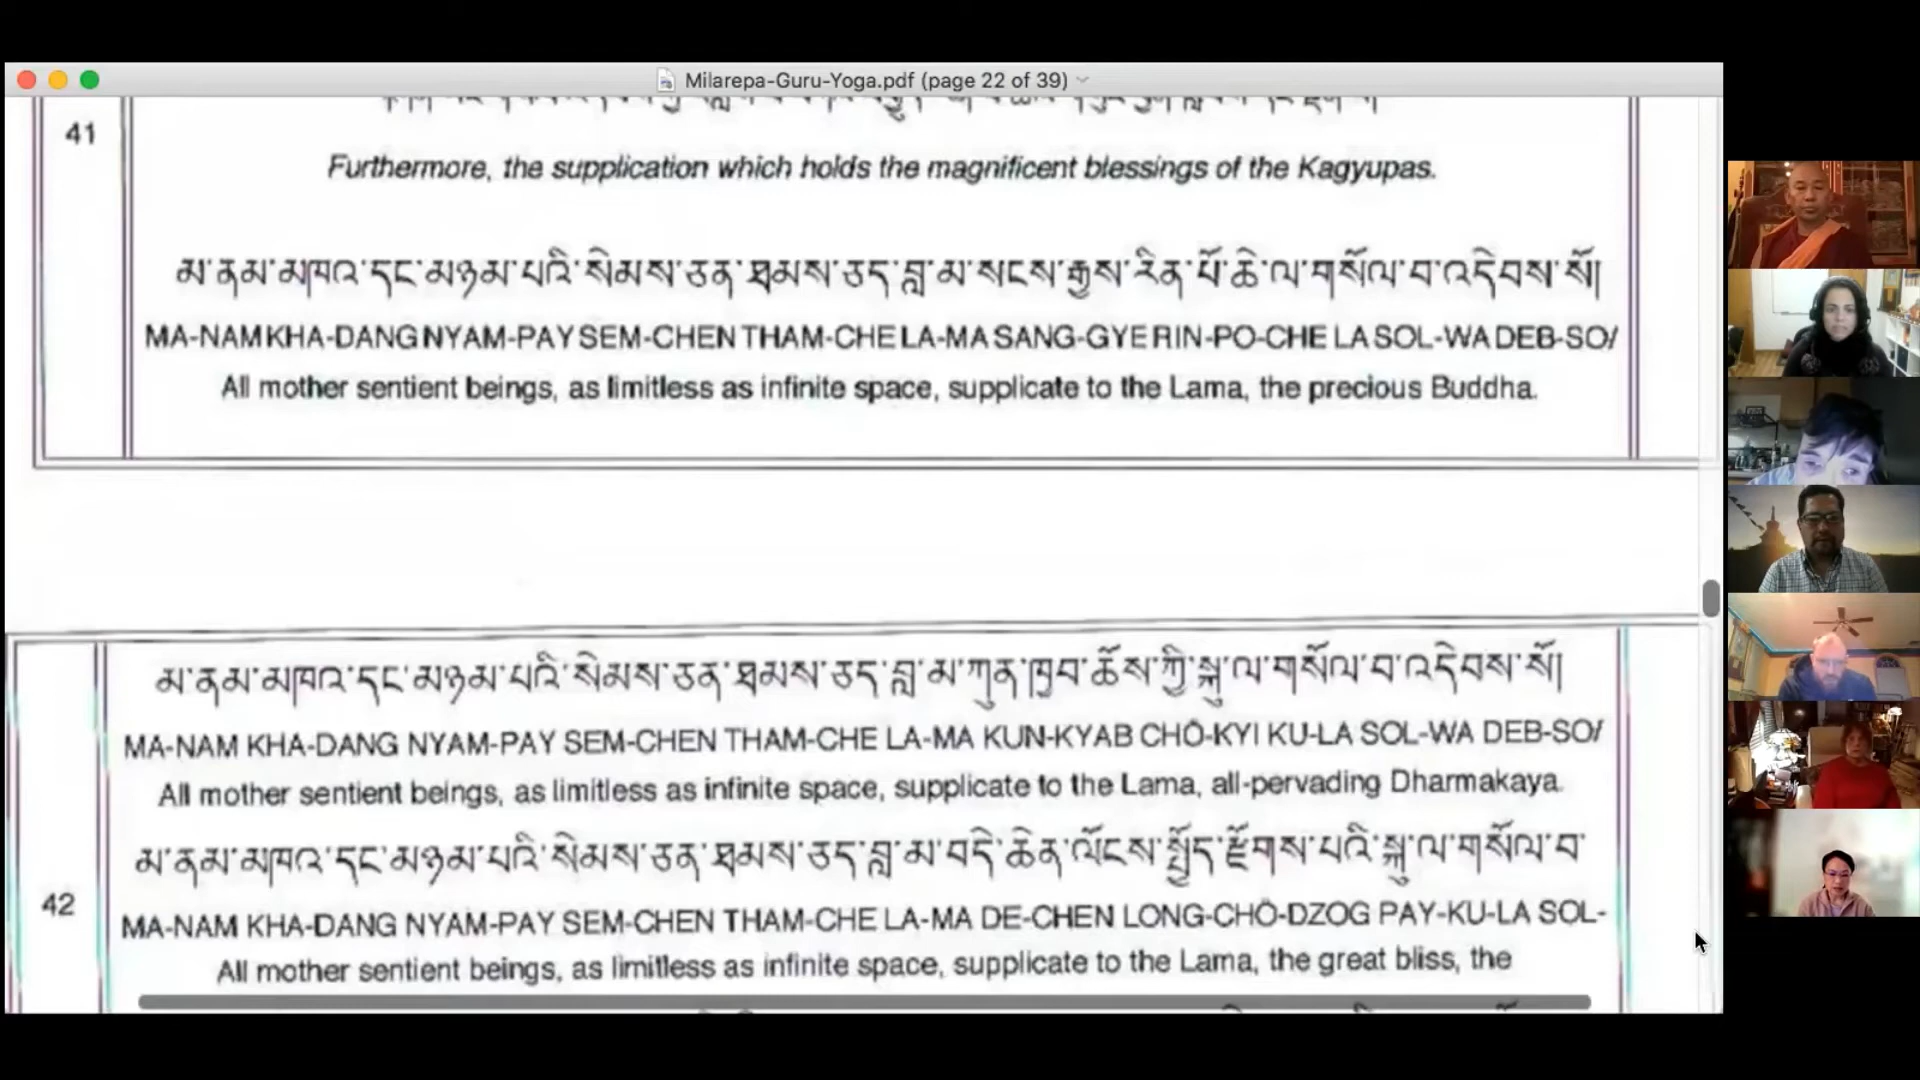 Milarepa-Guru-Yoga.pdf (page 22 of 39)
41
Furthermore, the supplication which holds the magnificent blessings of the Kagyupas.
མ་ནམ་མཁའ་དང་མཉམ་པའི་སེམས་ཅན་ཐམས་ཅད་བླ་མ་སངས་རྒྱས་རིན་པོ་ཆེ་ལ་གསོལ་བ་འདེབས་སོ།
MA-NAM KHA-DANG NYAM-PAY SEM-CHEN THAM-CHE LA-MA SANG-GYE RIN-PO-CHE LA SOL-WA DEB-SO/
All mother sentient beings, as limitless as infinite space, supplicate to the Lama, the precious Buddha.
མ་ནམ་མཁའ་དང་མཉམ་པའི་སེམས་ཅན་ཐམས་ཅད་བླ་མ་ཀུན་ཁྱབ་ཆོས་ཀྱི་སྐུ་ལ་གསོལ་བ་འདེབས་སོ།
MA-NAM KHA-DANG NYAM-PAY SEM-CHEN THAM-CHE LA-MA KUN-KYAB CHÖ-KYI KU-LA SOL-WA DEB-SO/
All mother sentient beings, as limitless as infinite space, supplicate to the Lama, all-pervading Dharmakaya.
མ་ནམ་མཁའ་དང་མཉམ་པའི་སེམས་ཅན་ཐམས་ཅད་བླ་མ་བདེ་ཆེན་ལོངས་སྤྱོད་རྫོགས་པའི་སྐུ་ལ་གསོལ་བ་
42
MA-NAM KHA-DANG NYAM-PAY SEM-CHEN THAM-CHE LA-MA DE-CHEN LONG-CHÖ-DZOG PAY-KU-LA SOL-
All mother sentient beings, as limitless as infinite space, supplicate to the Lama, the great bliss, the